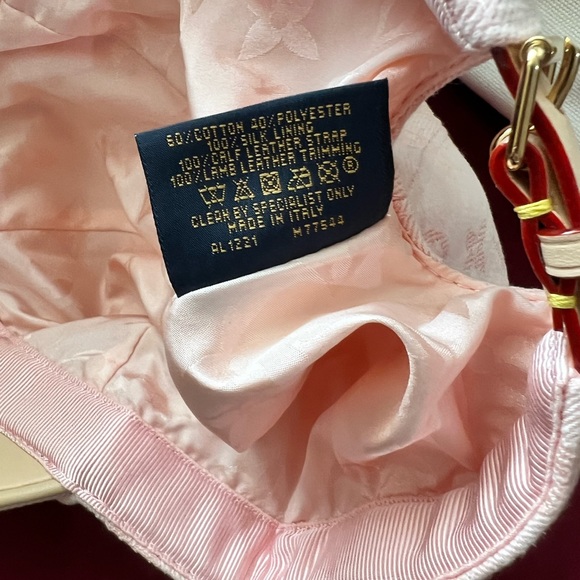 60%COTTON 40%POLYESTER
100%SILK LINING
100%CALF LEATHER STRAP
100%LAMB LEATHER TRIMMING
CLEAN BY SPECIALIST ONLY
MADE IN ITALY
AL1221 M77544